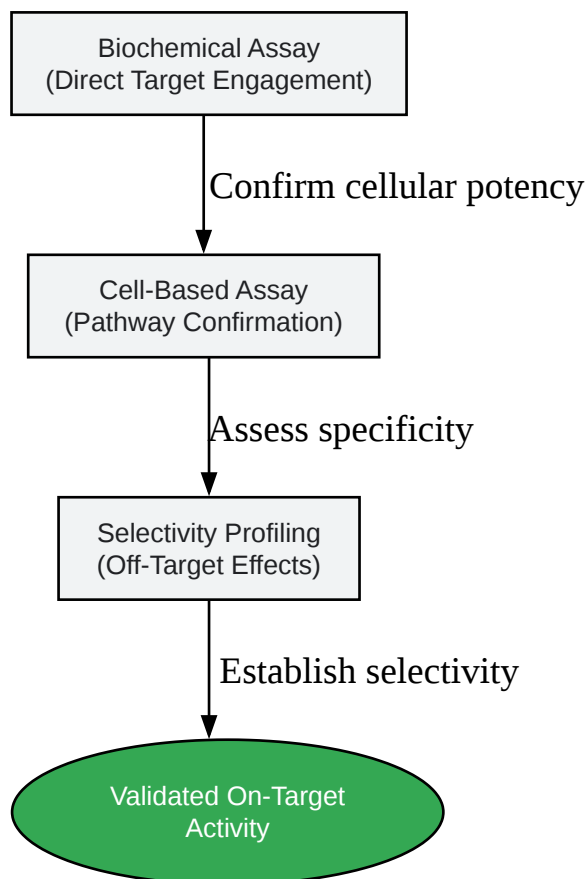 Biochemical Assay
(Direct Target Engagement)
Confirm cellular potency
Cell-Based Assay
(Pathway Confirmation)
Assess specificity
Selectivity Profiling
(Off-Target Effects)
Establish selectivity
Validated On-Target
Activity